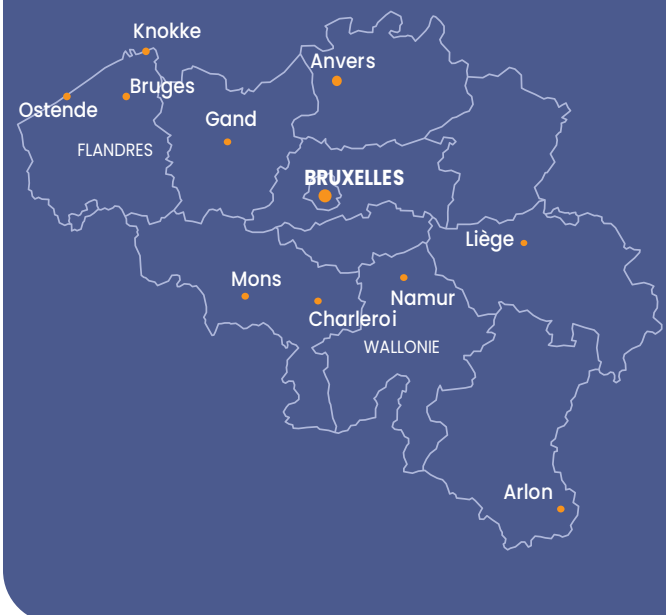 Knokke
Anvers
Bruges
Ostende
Gand
FLANDRES
BRUXELLES
Liège
Mons
Namur
Charleroi
WALLONIE
Arlon